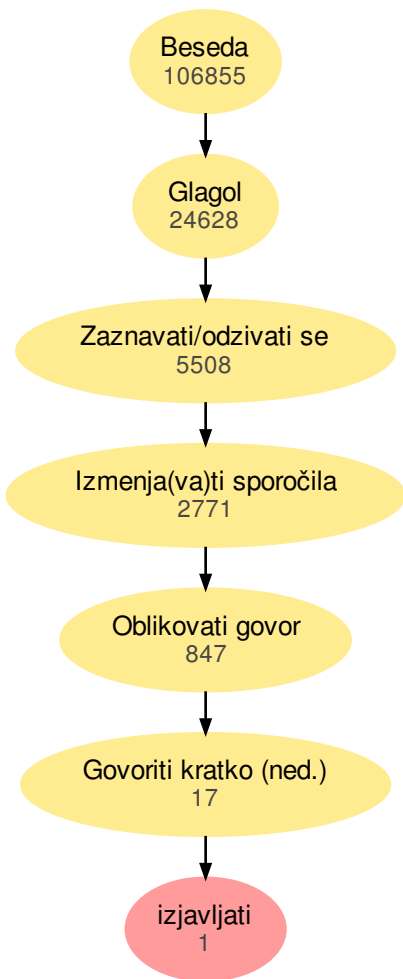 Beseda
106855
Glagol
24628
Zaznavati/odzivati se
5508
Izmenja(va)ti sporočila
2771
Oblikovati govor
847
Govoriti kratko (ned.)
17
izjavljati
1